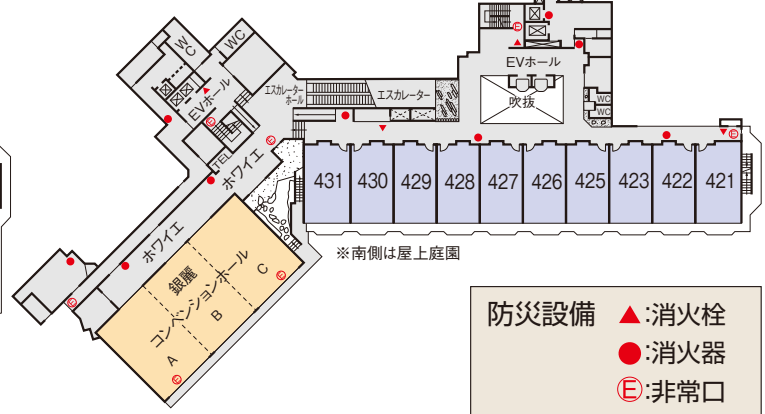 WC
WC
EVホール
エスカレーター
ホール
エスカレーター
EVホール
吹抜
WC
WC
TEL
ホワイエ
ホワイエ
431
430
429
428
427
426
425
423
422
421
※南側は屋上庭園
銀麗
コンベンションホール
A
B
C
E
E
E
E
E
E
E
防災設備
▲:消火栓
●:消火器
Ⓔ:非常口